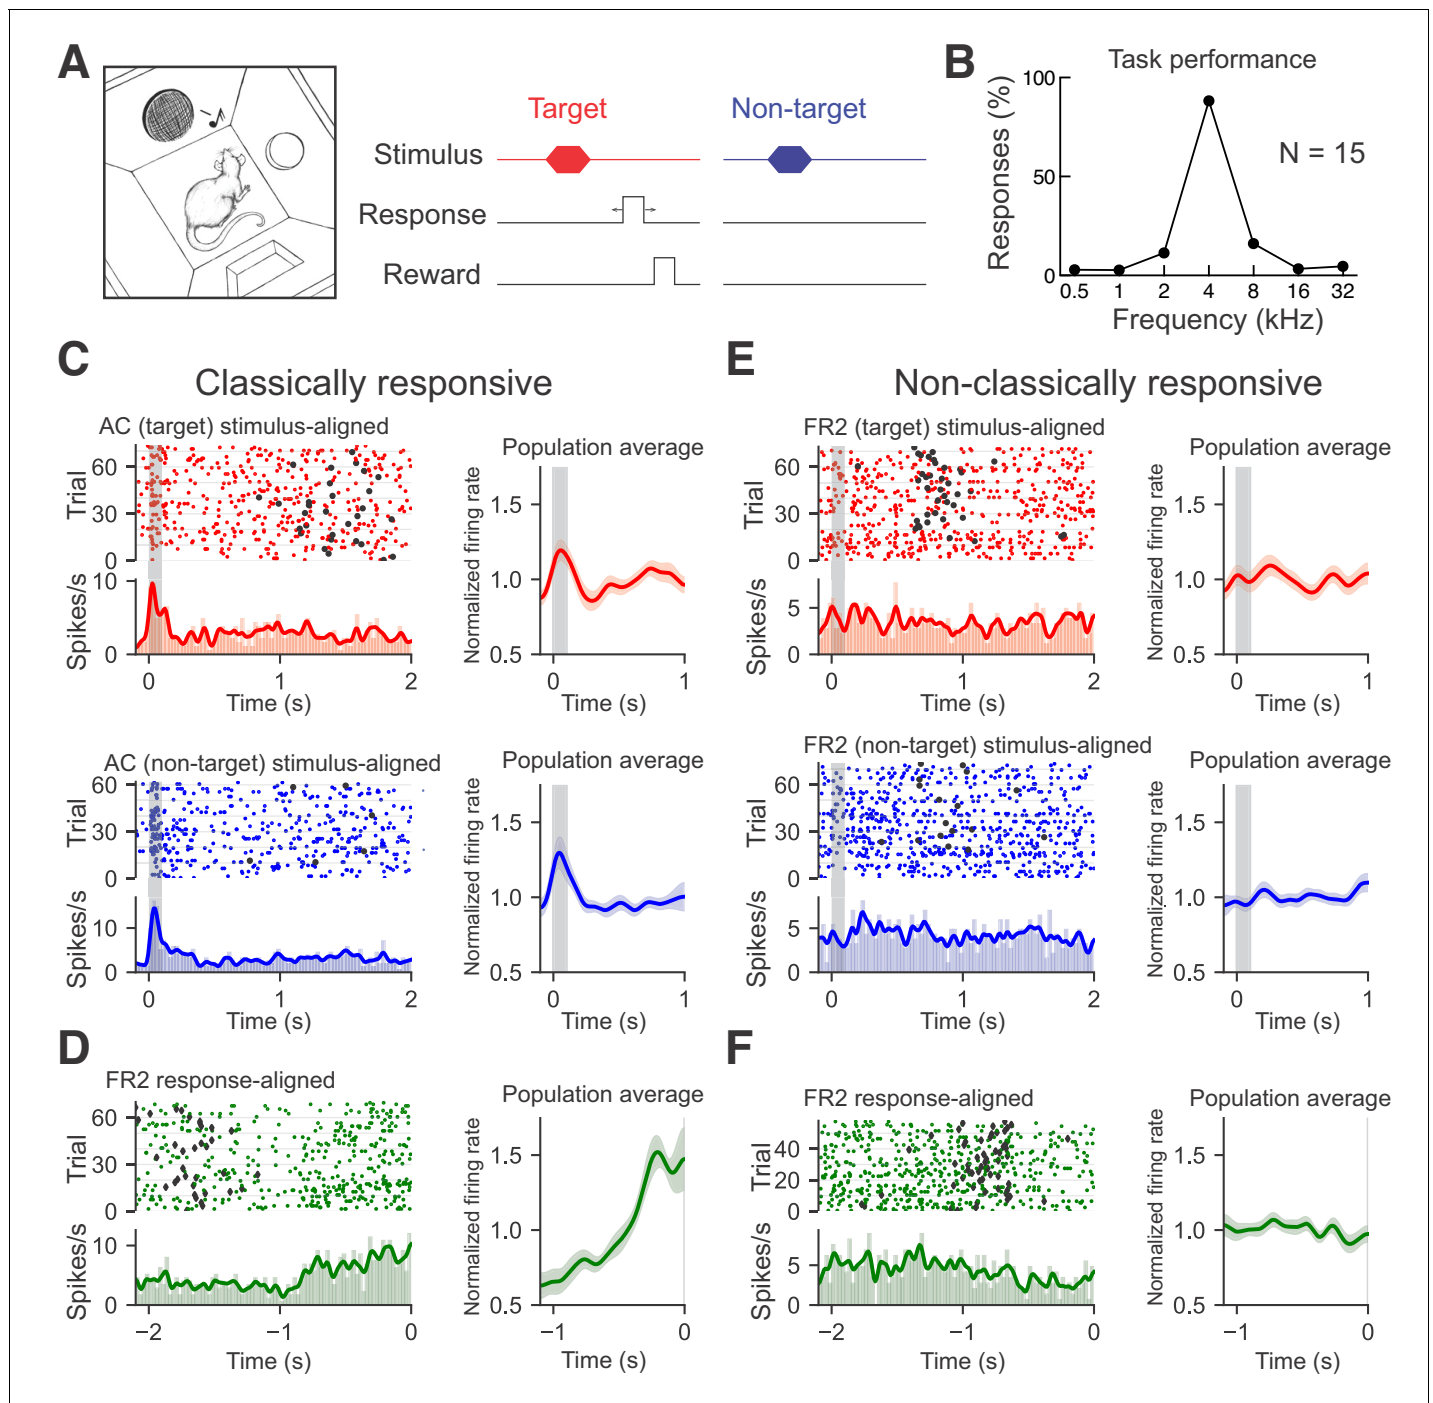 A
Target
Non-target
Stimulus
Response
Reward
B
Task performance
Responses (%)
100
50
0
N = 15
0.5 1 2 4 8 16 32
Frequency (kHz)
C
Classically responsive
AC (target) stimulus-aligned
Trial
60
30
0
Spikes/s
10
0
0 1 2
Time (s)
Population average
Normalized firing rate
1.5
1.0
0.5
0 1
Time (s)
AC (non-target) stimulus-aligned
Trial
60
30
0
Spikes/s
10
0
0 1 2
Time (s)
Population average
Normalized firing rate
1.5
1.0
0.5
0 1
Time (s)
D
FR2 response-aligned
Trial
60
30
0
Spikes/s
10
0
−2 −1 0
Time (s)
Population average
Normalized firing rate
1.5
1.0
0.5
−1 0
Time (s)
E
Non-classically responsive
FR2 (target) stimulus-aligned
Trial
60
30
0
Spikes/s
5
0
0 1 2
Time (s)
Population average
Normalized firing rate
1.5
1.0
0.5
0 1
Time (s)
FR2 (non-target) stimulus-aligned
Trial
60
30
0
Spikes/s
5
0
0 1 2
Time (s)
Population average
Normalized firing rate
1.5
1.0
0.5
0 1
Time (s)
F
FR2 response-aligned
Trial
40
20
0
Spikes/s
5
0
−2 −1 0
Time (s)
Population average
Normalized firing rate
1.5
1.0
0.5
−1 0
Time (s)